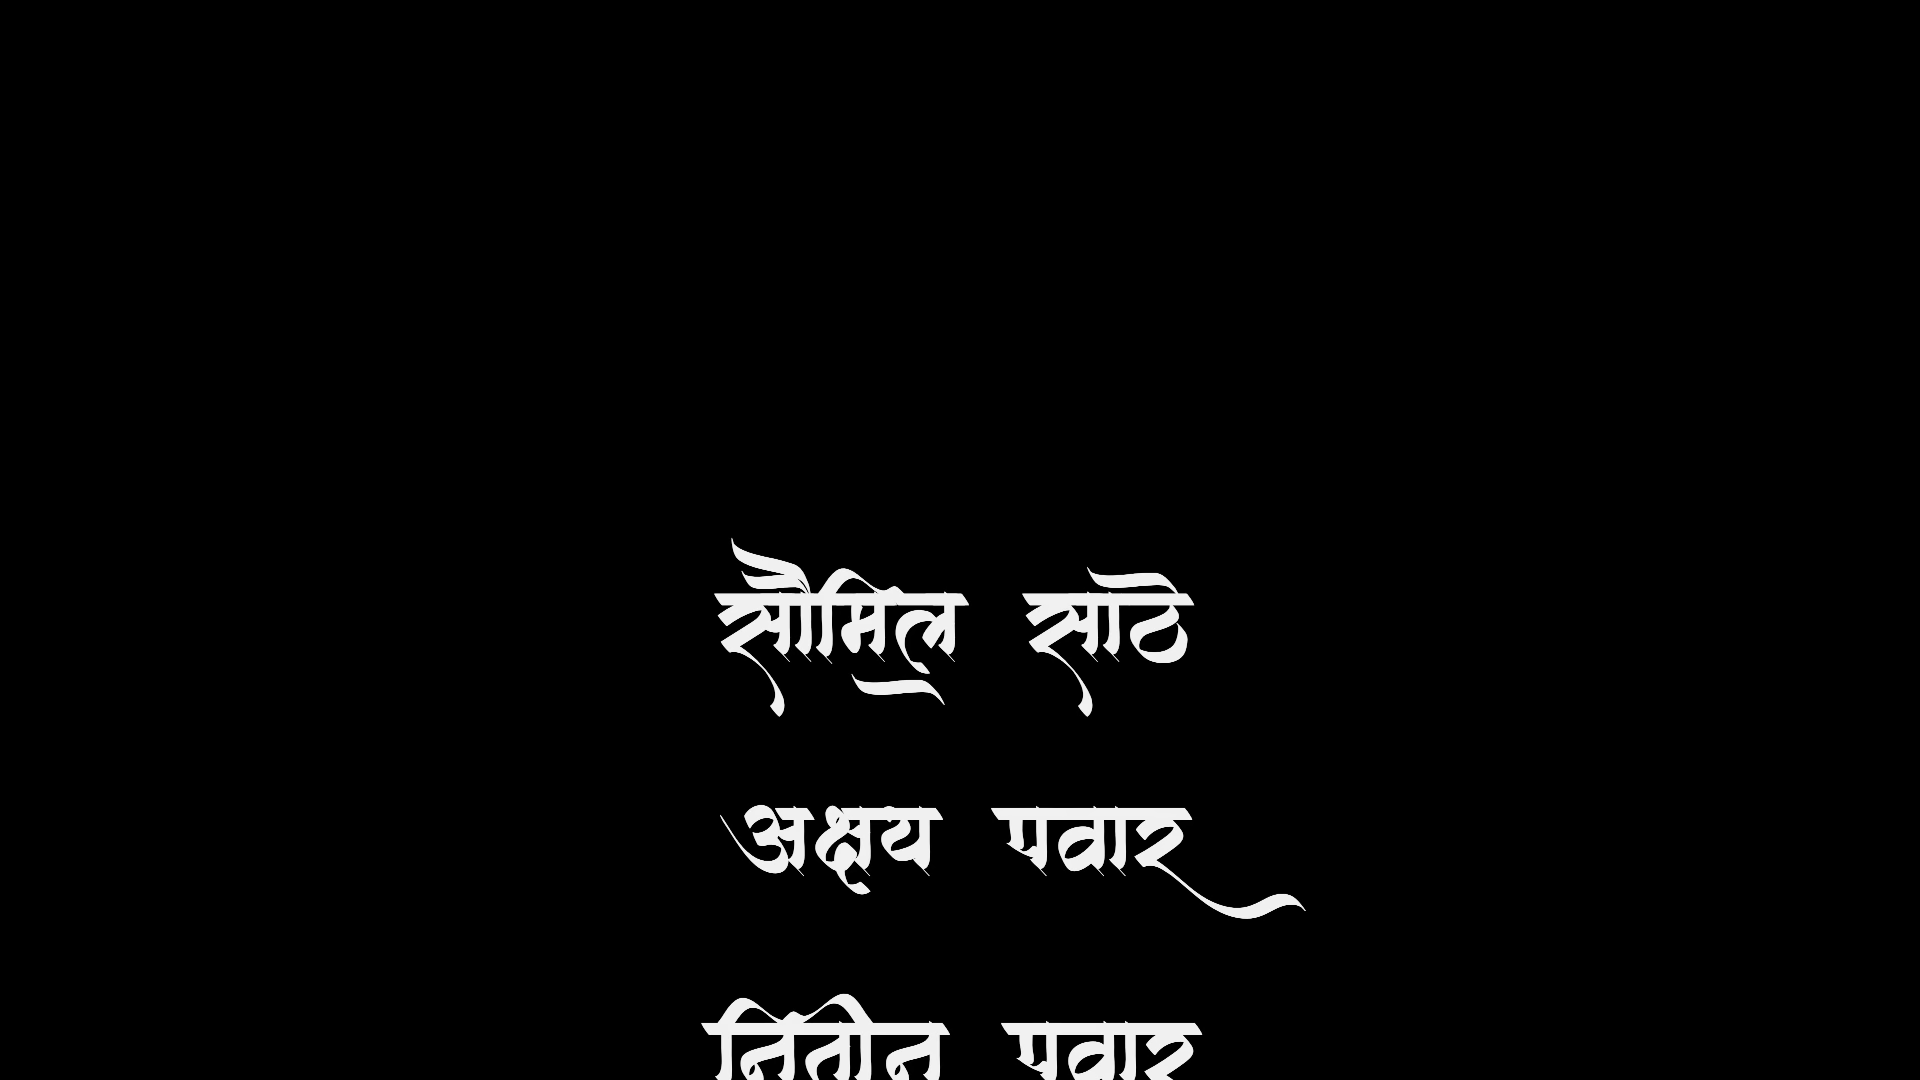 सौमिल साठे
अक्षय पवार
नितीन पवार